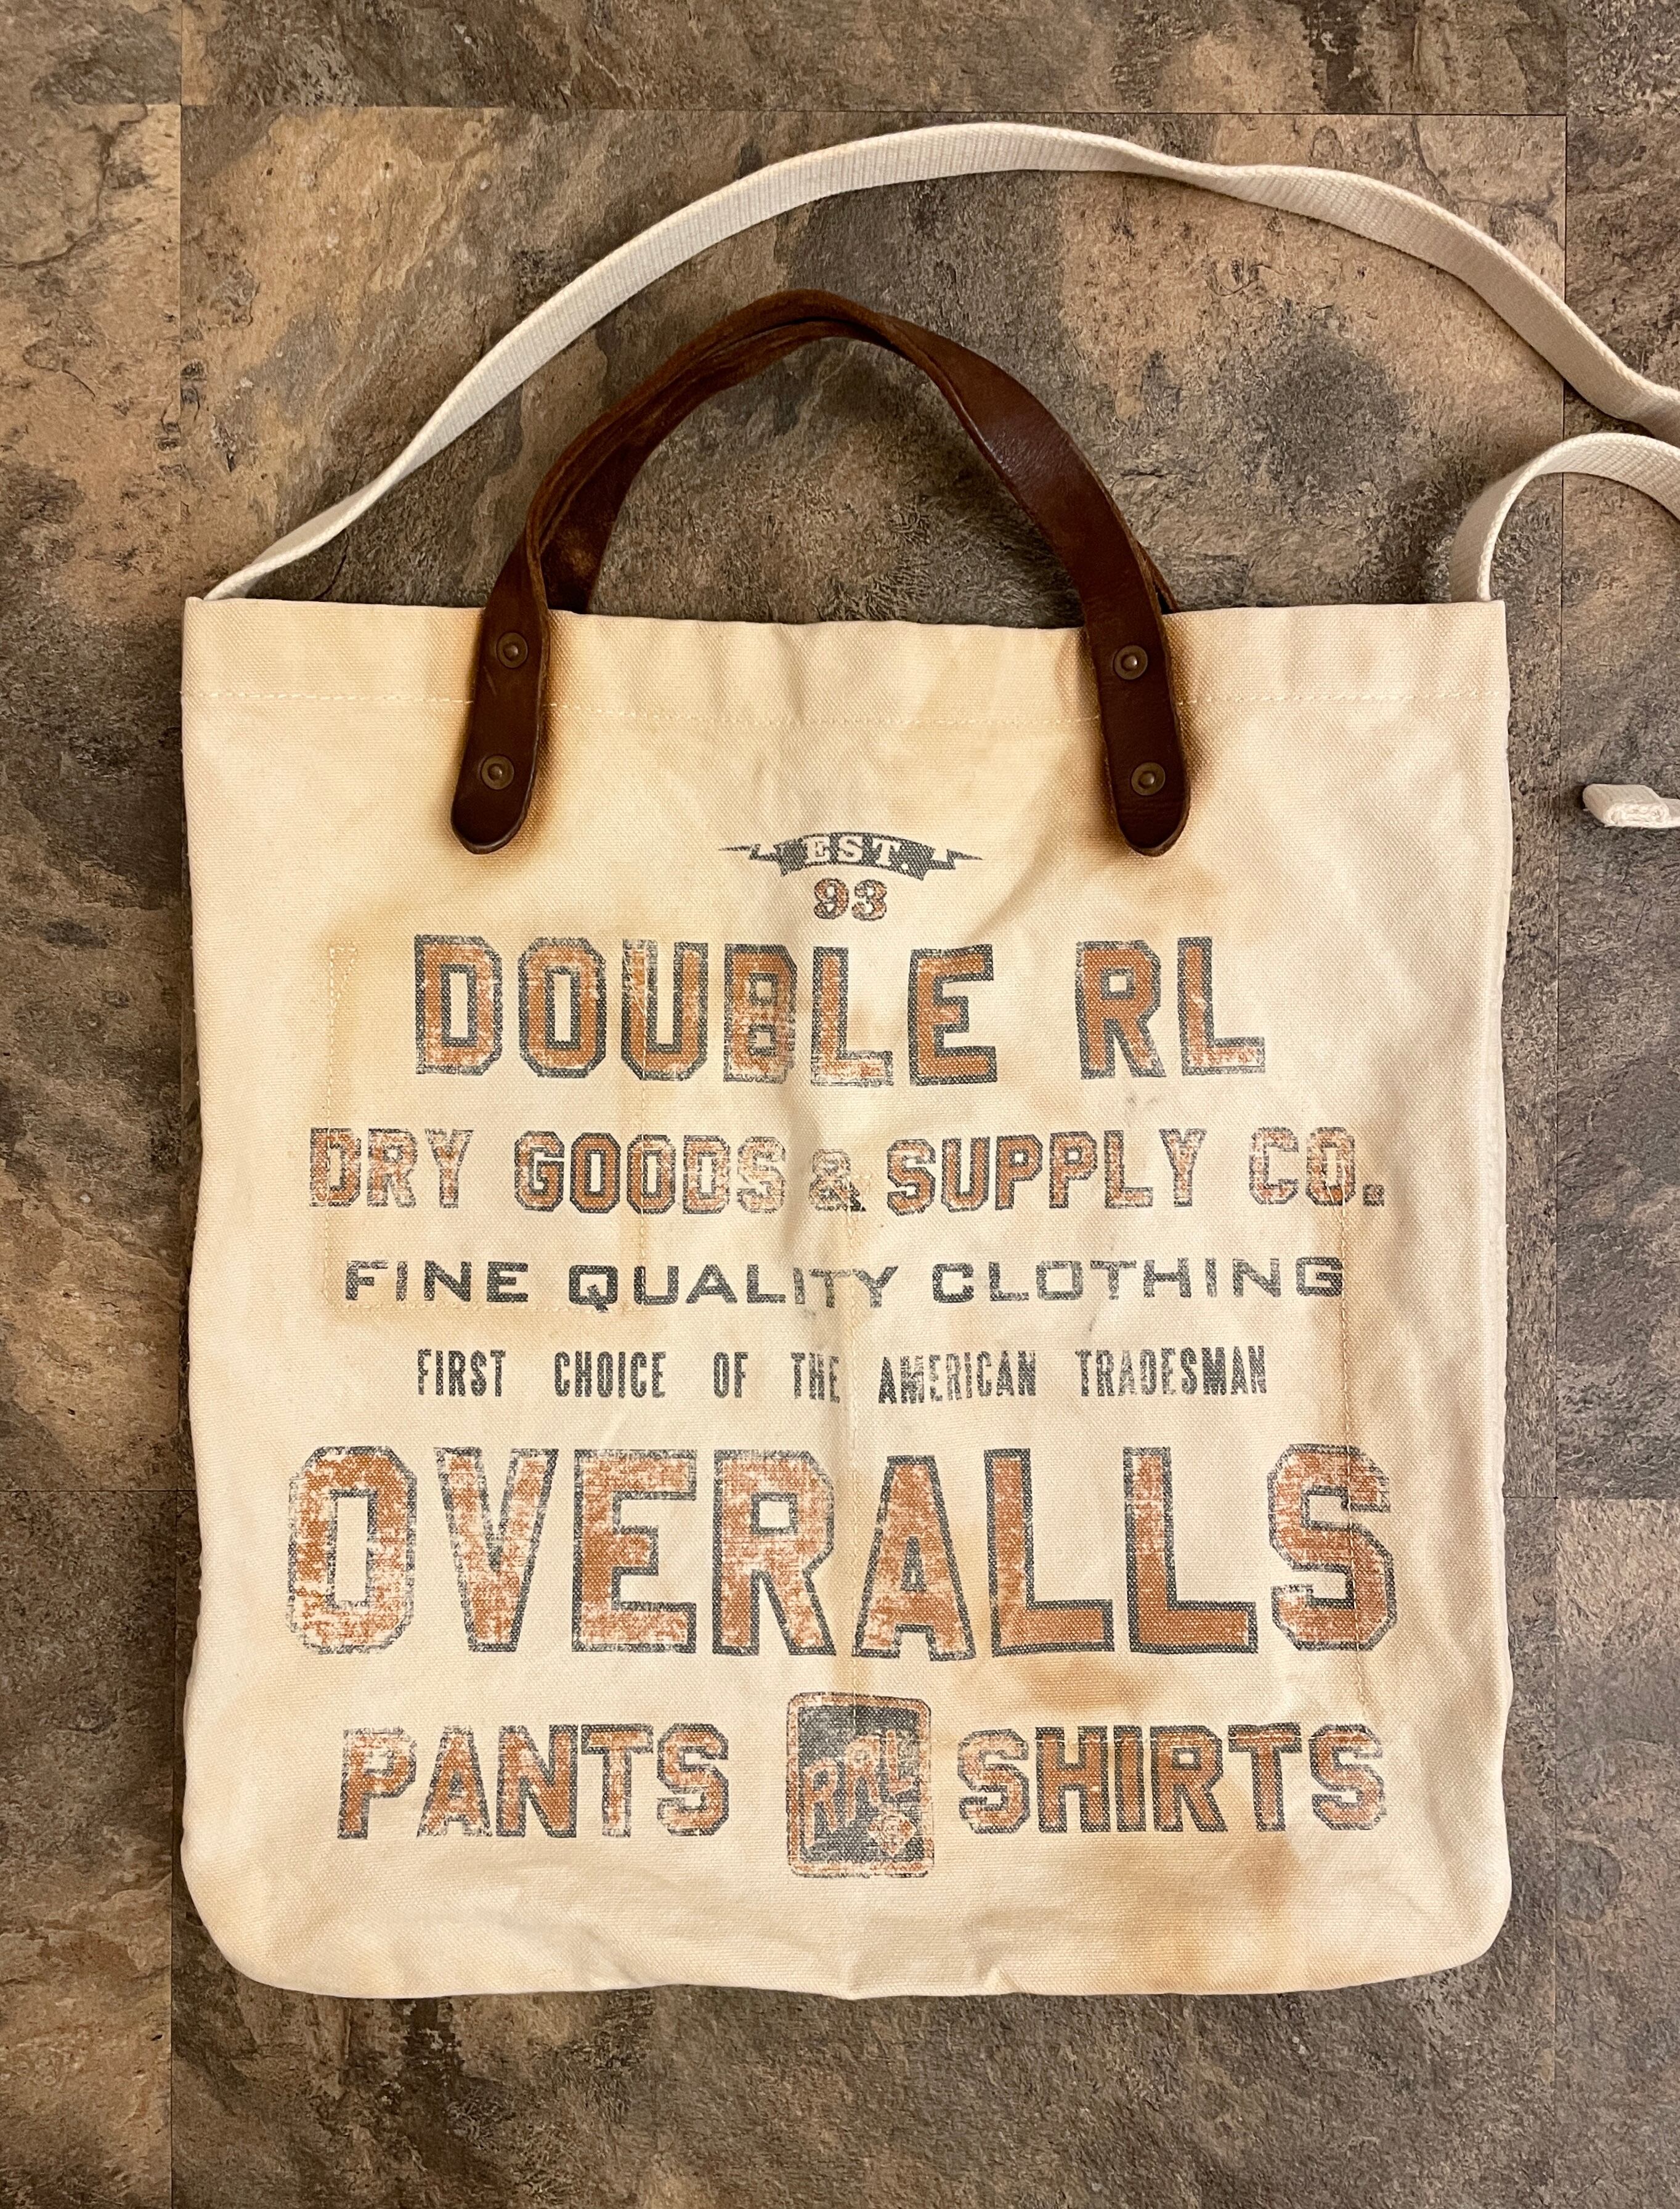 EST.
93
DOUBLE RL
DRY GOODS & SUPPLY CO.
FINE QUALITY CLOTHING
FIRST CHOICE OF THE AMERICAN TRADESMAN
OVERALLS
PANTS RRL SHIRTS